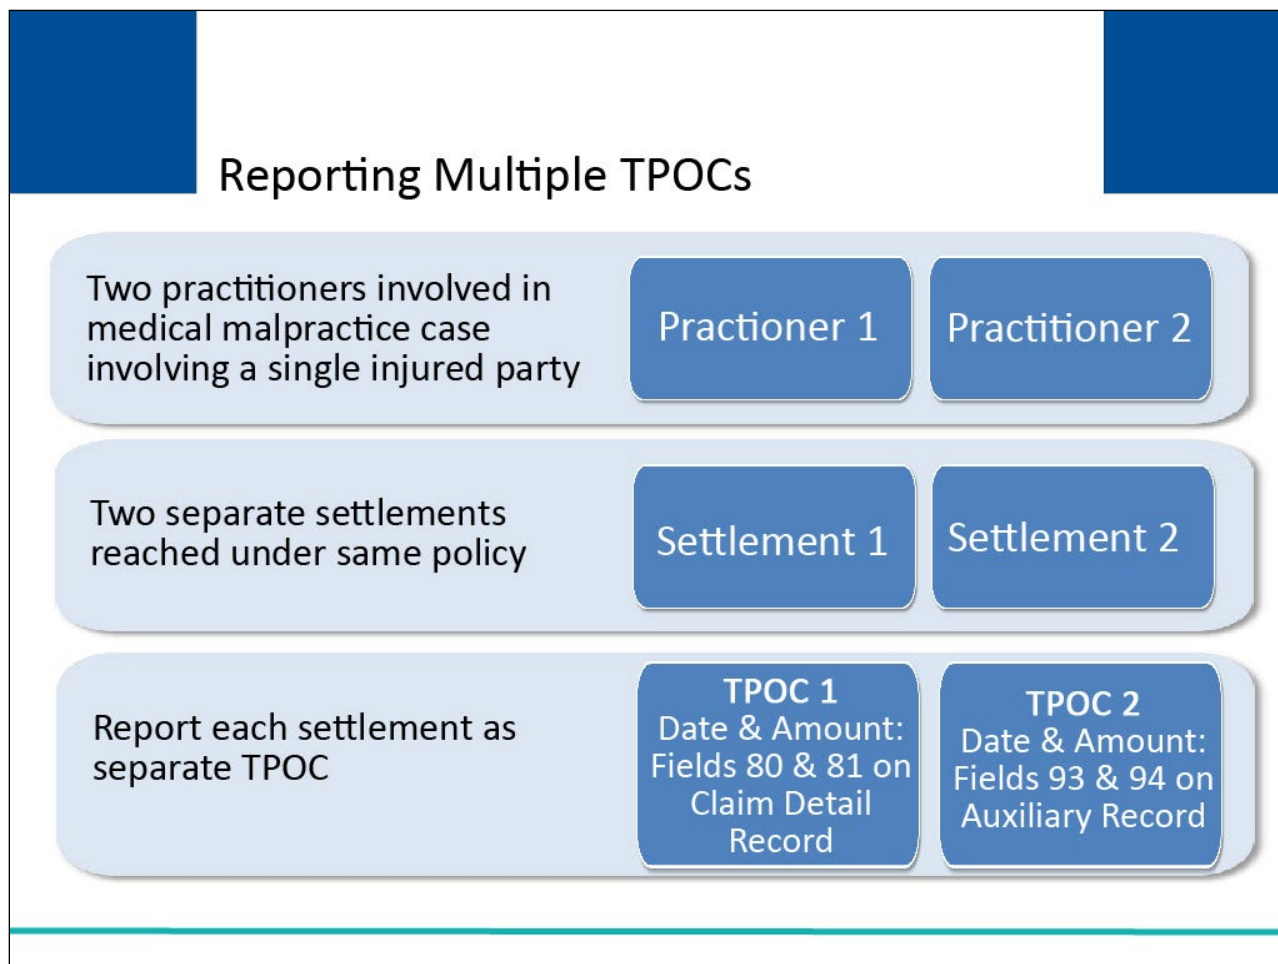 Reporting Multiple TPOCs
Two practitioners involved in
medical malpractice case
involving a single injured party
Practioner 1
Practitioner 2
Two separate settlements
reached under same policy
Settlement 1
Settlement 2
Report each settlement as
separate TPOC
TPOC 1
Date & Amount:
Fields 80 & 81 on
Claim Detail
Record
TPOC 2
Date & Amount:
Fields 93 & 94 on
Auxiliary Record